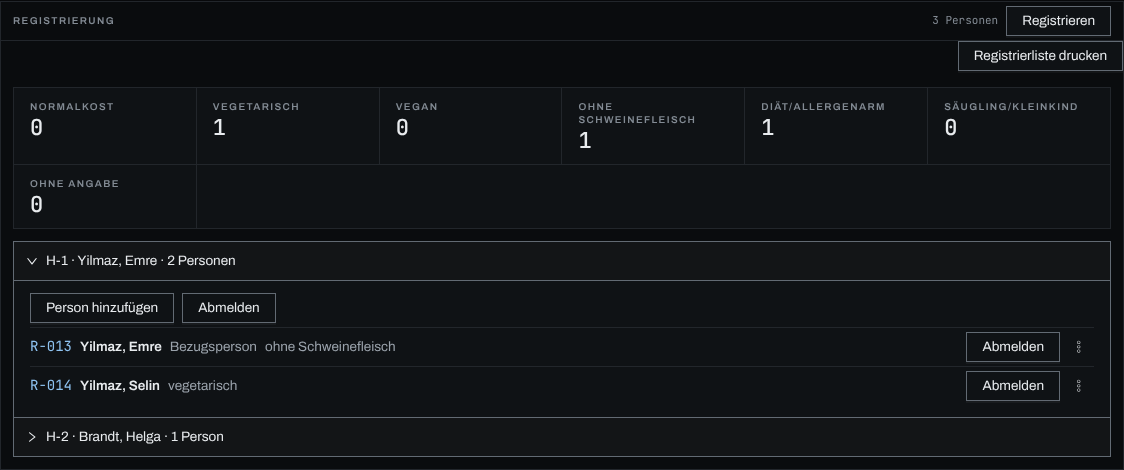 REGISTRIERUNG
3 Personen
Registrieren
Registrierliste drucken
NORMALKOST
0
VEGETARISCH
1
VEGAN
0
OHNE
SCHWEINEFLEISCH
1
DIÄT/ALLERGENARM
1
SÄUGLING/KLEINKIND
0
OHNE ANGABE
0
H-1 · Yilmaz, Emre · 2 Personen
Person hinzufügen
Abmelden
R-013 Yilmaz, Emre Bezugsperson ohne Schweinefleisch
Abmelden
R-014 Yilmaz, Selin vegetarisch
Abmelden
H-2 · Brandt, Helga · 1 Person